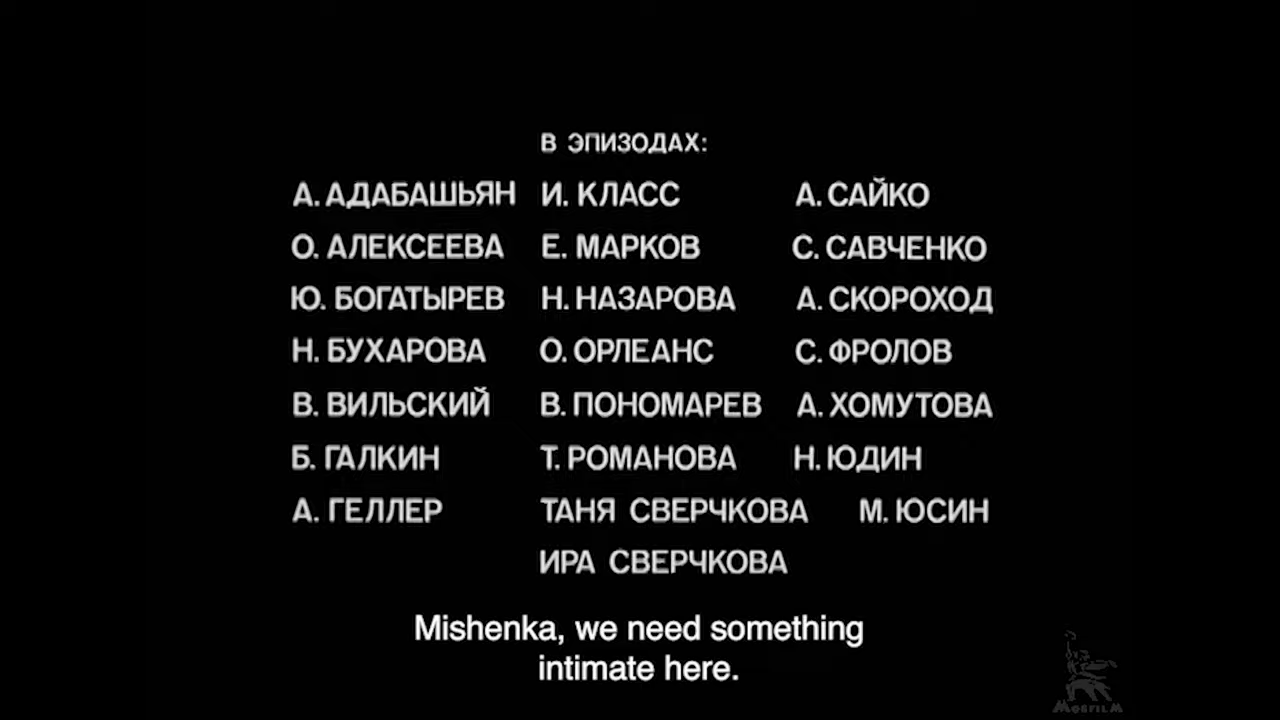 В ЭПИЗОДАХ:
А. АДАБАШЬЯН И. КЛАСС А. САЙКО
О. АЛЕКСЕЕВА Е. МАРКОВ С. САВЧЕНКО
Ю. БОГАТЫРЕВ Н. НАЗАРОВА А. СКОРОХОД
Н. БУХАРОВА О. ОРЛЕАНС С. ФРОЛОВ
В. ВИЛЬСКИЙ В. ПОНОМАРЕВ А. ХОМУТОВА
Б. ГАЛКИН Т. РОМАНОВА Н. ЮДИН
А. ГЕЛЛЕР ТАНЯ СВЕРЧКОВА М. ЮСИН
ИРА СВЕРЧКОВА
Mishenka, we need something
intimate here.
MOSFILM